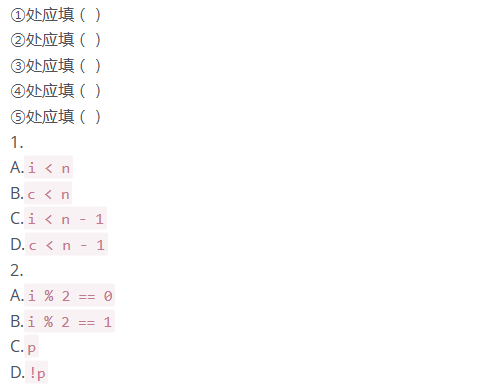 ①处应填（ ）
②处应填（ ）
③处应填（ ）
④处应填（ ）
⑤处应填（ ）
1.
A. i < n
B. c < n
C. i < n - 1
D. c < n - 1
2.
A. i % 2 == 0
B. i % 2 == 1
C. p
D. !p